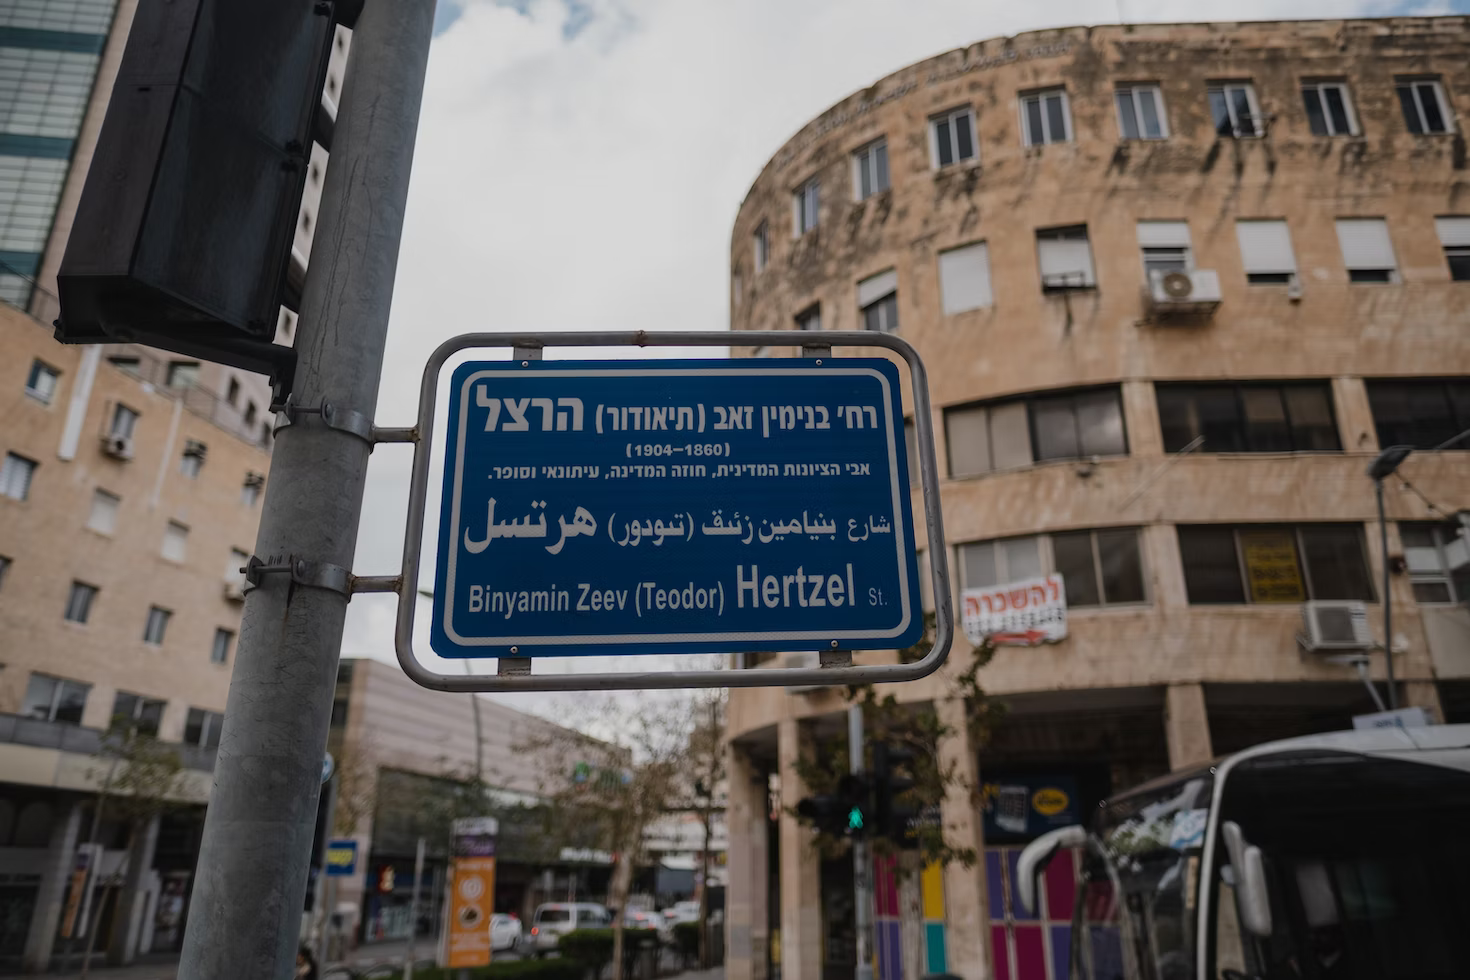 רח׳ בנימין זאב (תיאודור) הרצל
(1904–1860)
אבי הציונות המדינית, חוזה המדינה, עיתונאי וסופר.
شارع بنيامين زئيڤ (تيودور) هرتسل
Binyamin Zeev (Teodor) Hertzel St.
להשכרה